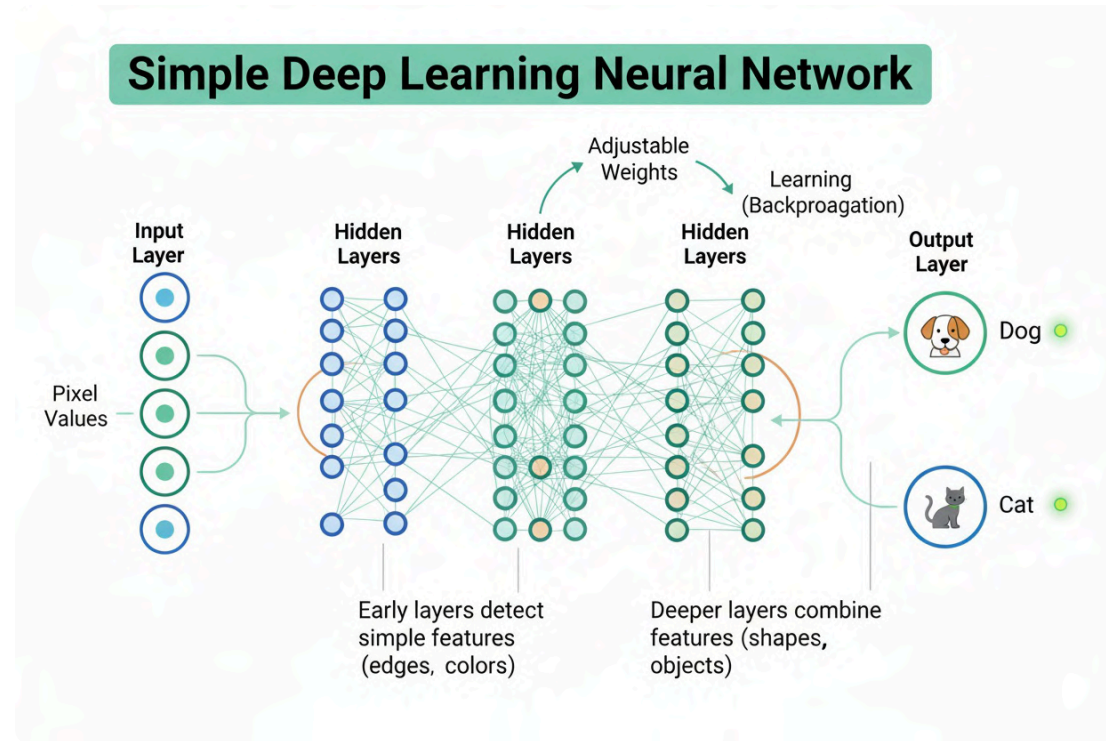 Simple Deep Learning Neural Network
Adjustable
Weights
Learning
(Backproagation)
Input
Layer
Hidden
Layers
Hidden
Layers
Hidden
Layers
Output
Layer
Pixel
Values
Dog
Cat
Early layers detect
simple features
(edges, colors)
Deeper layers combine
features (shapes,
objects)